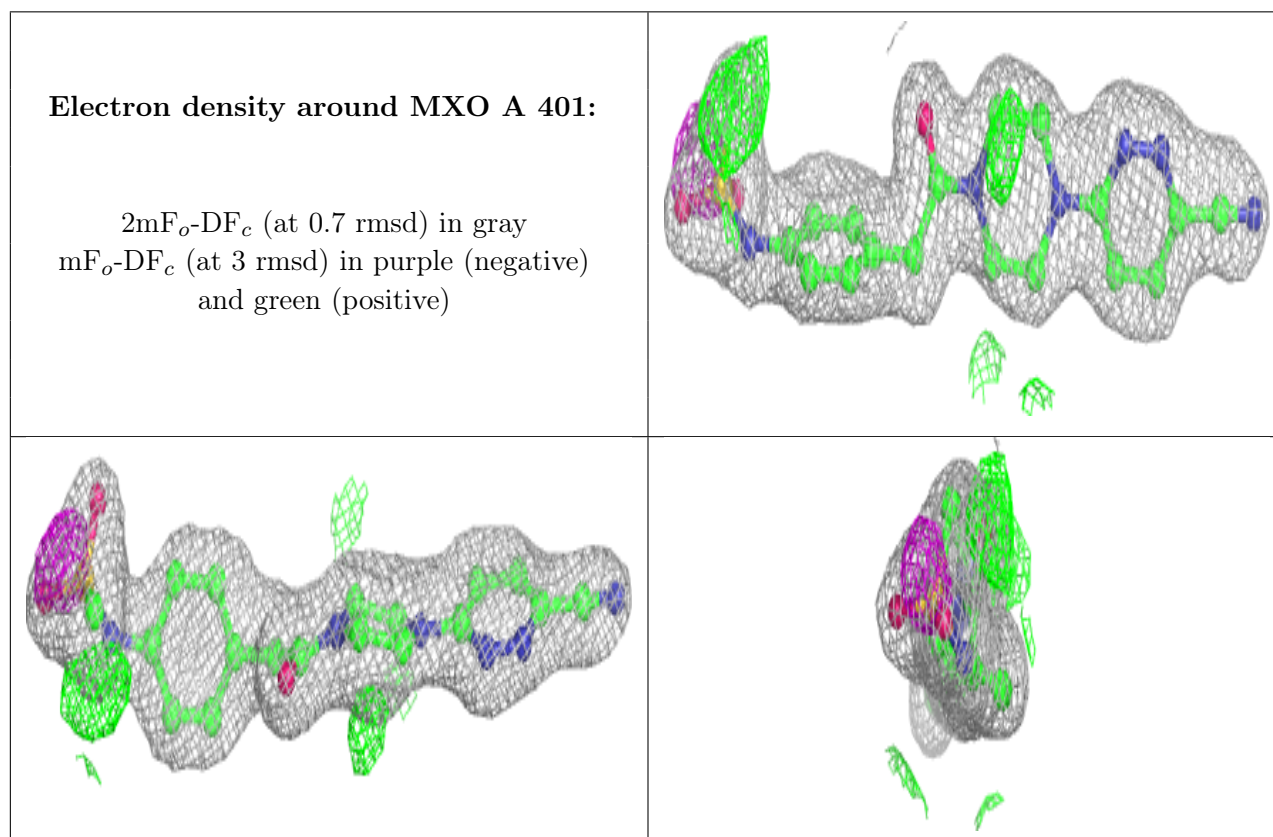 Electron density around MXO A 401:
2mFo-DFc (at 0.7 rmsd) in gray
mFo-DFc (at 3 rmsd) in purple (negative)
and green (positive)